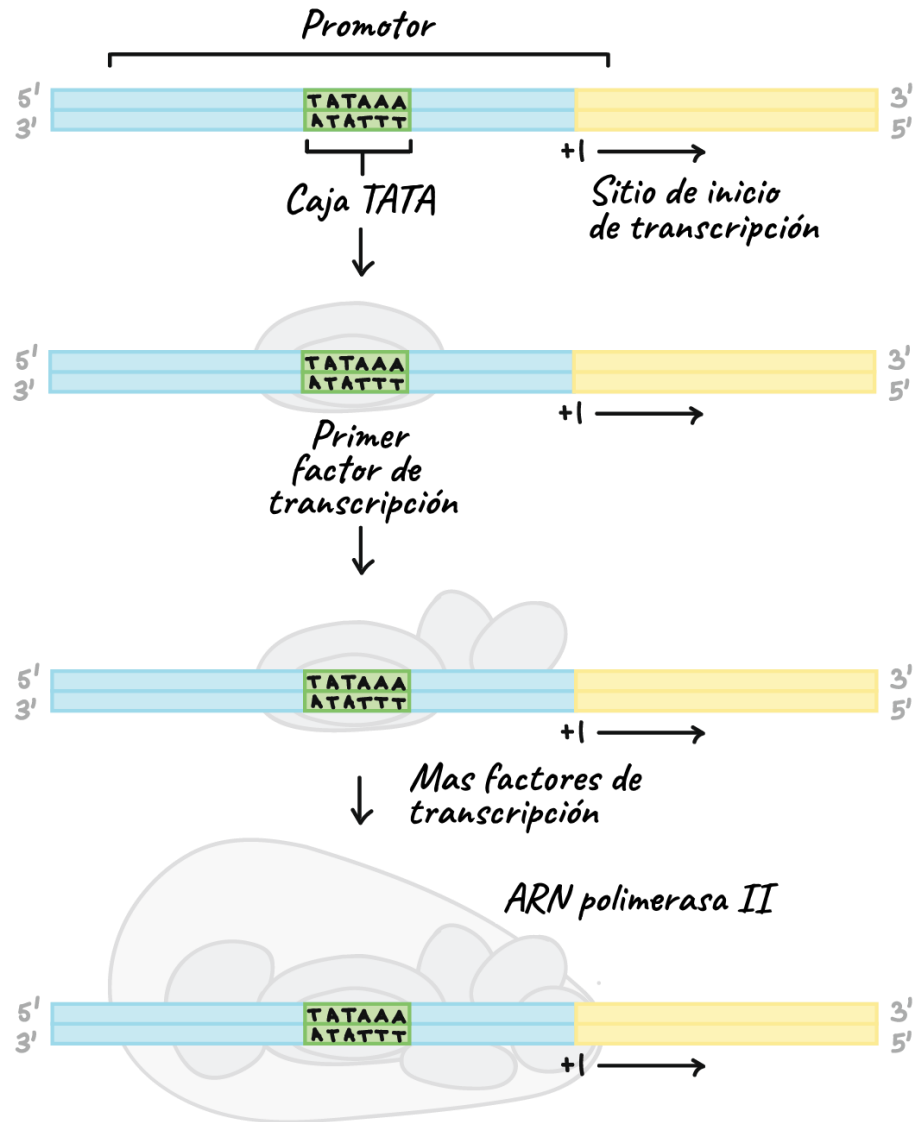 Promotor
5' TATAAA 3'
3' ATATTT 5'
+1
Caja TATA
Sitio de inicio
de transcripción
5' TATAAA 3'
3' ATATTT 5'
+1
Primer
factor de
transcripción
5' TATAAA 3'
3' ATATTT 5'
+1
Mas factores de
transcripción
ARN polimerasa II
5' TATAAA 3'
3' ATATTT 5'
+1